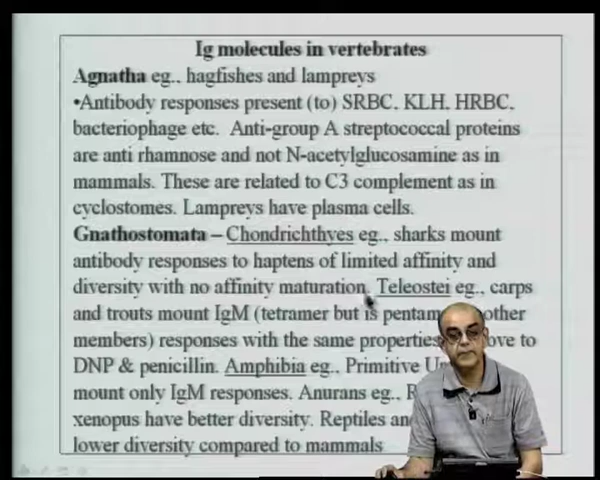 Ig molecules in vertebrates
Agnatha eg., hagfishes and lampreys
•Antibody responses present (to) SRBC, KLH, HRBC,
bacteriophage etc. Anti-group A streptococcal proteins
are anti rhamnose and not N-acetylglucosamine as in
mammals. These are related to C3 complement as in
cyclostomes. Lampreys have plasma cells.
Gnathostomata – Chondrichthyes eg., sharks mount
antibody responses to haptens of limited affinity and
diversity with no affinity maturation. Teleostei eg., carps
and trouts mount IgM (tetramer but is other
members) responses with the same properties to
DNP & penicillin. Amphibia eg., Primitive
mount only IgM responses. Anurans eg.,
xenopus have better diversity. Reptiles
lower diversity compared to mammals